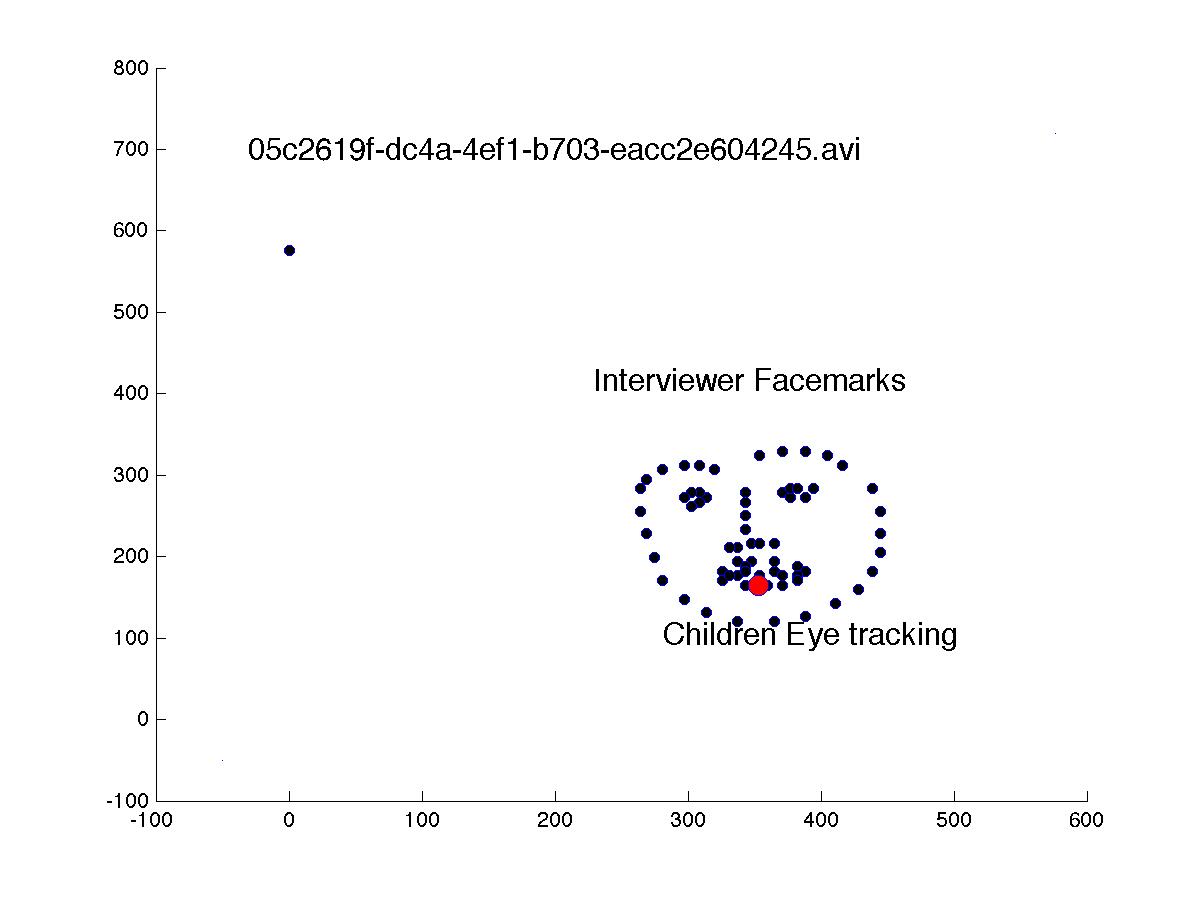 800
700
05c2619f-dc4a-4ef1-b703-eacc2e604245.avi
600
500
Interviewer Facemarks
400
300
200
100
Children Eye tracking
0
-100
-100 0 100 200 300 400 500 600